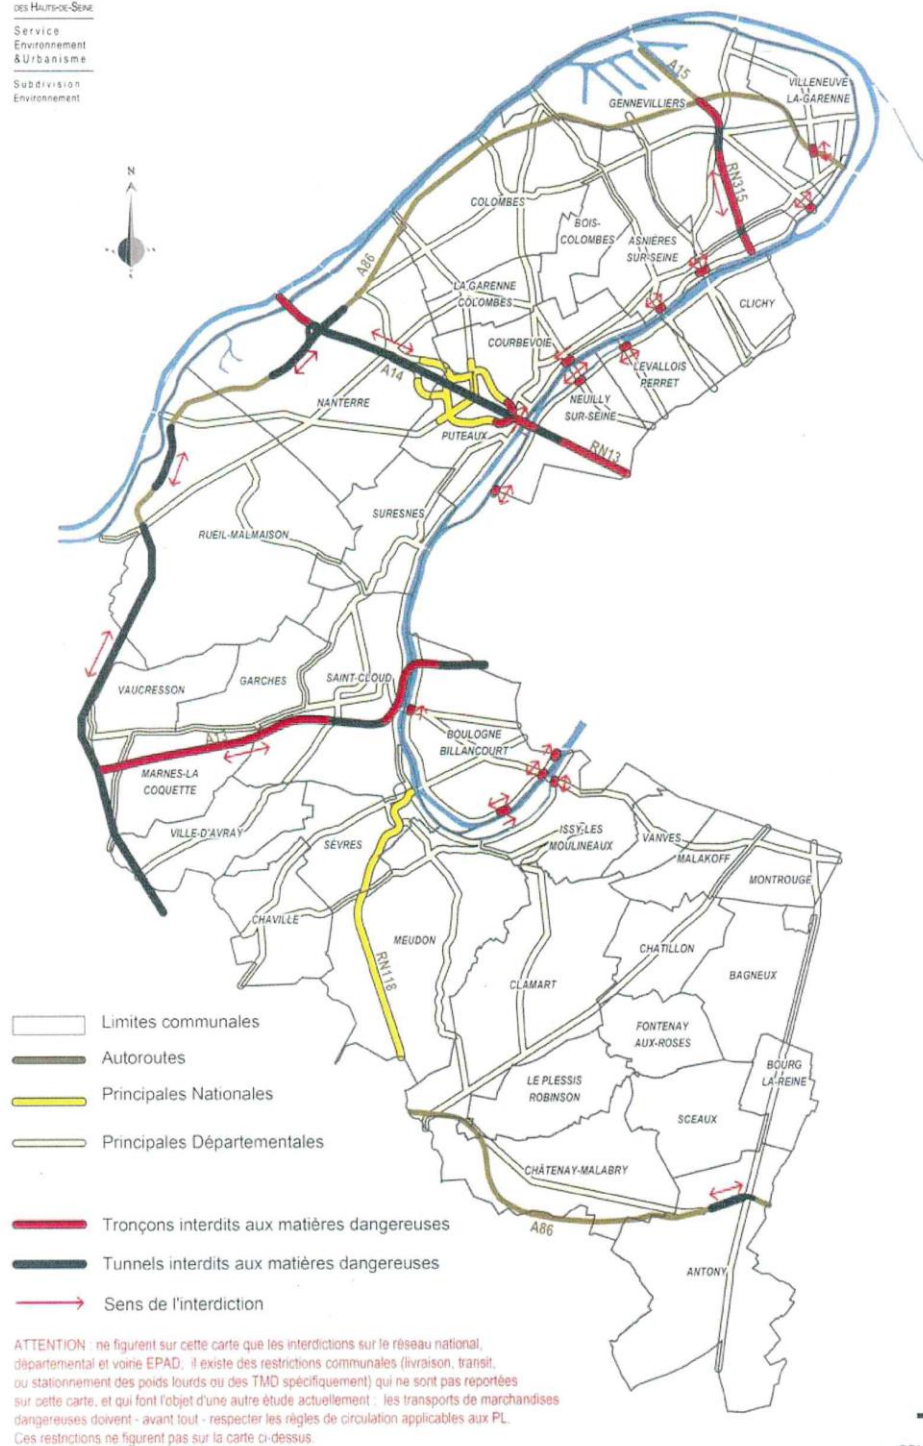 DES HAUTS-DE-SEINE
Service
Environnement
& Urbanisme
Subdivision
Environnement
N
A15
VILLENEUVE
LA-GARENNE
GENNEVILLIERS
RN315
COLOMBES
BOIS-
COLOMBES
ASNIÈRES
SUR-SEINE
A86
LA GARENNE
COLOMBES
CLICHY
COURBEVOIE
LEVALLOIS
PERRET
A14
NANTERRE
NEUILLY
SUR-SEINE
PUTEAUX
RN13
SURESNES
RUEIL-MALMAISON
VAUCRESSON
GARCHES
SAINT-CLOUD
A13
BOULOGNE
BILLANCOURT
MARNES-LA
COQUETTE
VILLE-D'AVRAY
SÈVRES
ISSY-LES
MOULINEAUX
VANVES
MALAKOFF
MONTROUGE
CHAVILLE
MEUDON
RN118
CHATILLON
CLAMART
BAGNEUX
FONTENAY
AUX-ROSES
BOURG
LA-REINE
LE PLESSIS
ROBINSON
SCEAUX
CHÂTENAY-MALABRY
A86
ANTONY
Limites communales
Autoroutes
Principales Nationales
Principales Départementales
Tronçons interdits aux matières dangereuses
Tunnels interdits aux matières dangereuses
Sens de l'interdiction
ATTENTION : ne figurent sur cette carte que les interdictions sur le réseau national,
départemental et voirie EPAD, il existe des restrictions communales (livraison, transit,
ou stationnement des poids lourds ou des TMD spécifiquement) qui ne sont pas reportées
sur cette carte, et qui font l'objet d'une autre étude actuellement : les transports de marchandises
dangereuses doivent - avant tout - respecter les règles de circulation applicables aux PL.
Ces restrictions ne figurent pas sur la carte ci-dessus.